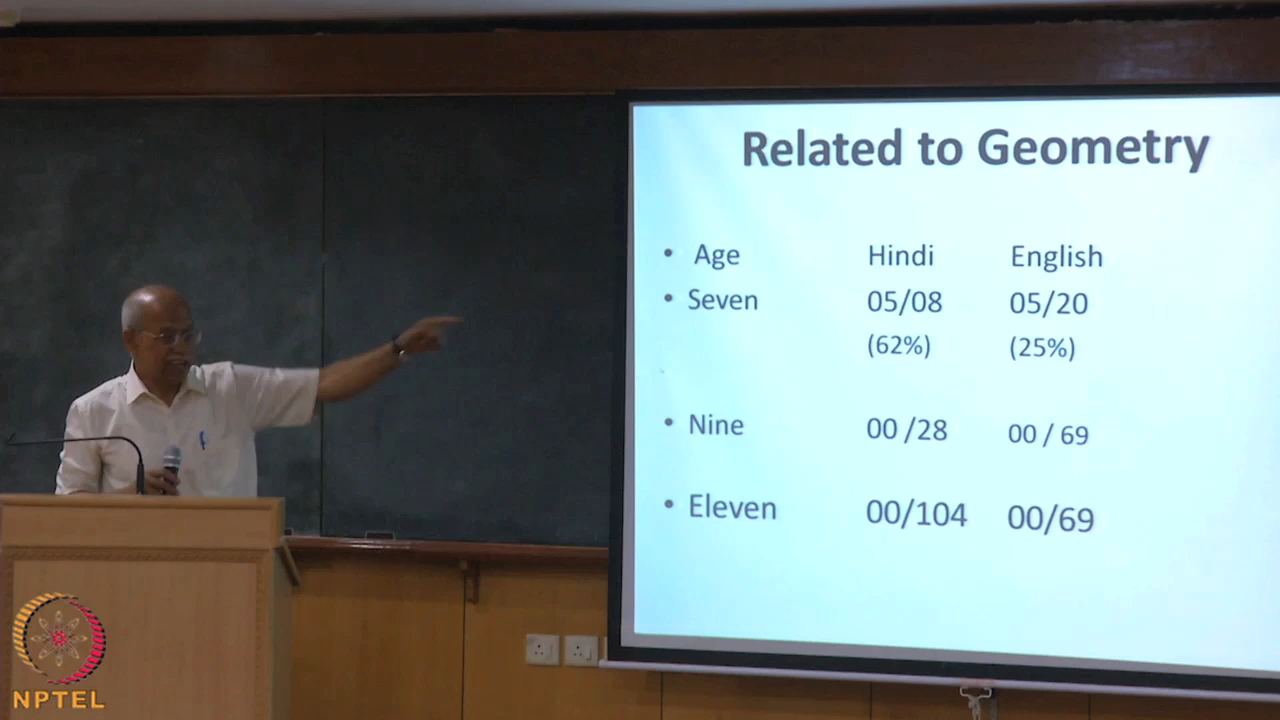 Related to Geometry
• Age Hindi English
• Seven 05/08 05/20
(62%) (25%)
• Nine 00 /28 00 / 69
• Eleven 00/104 00/69
NPTEL